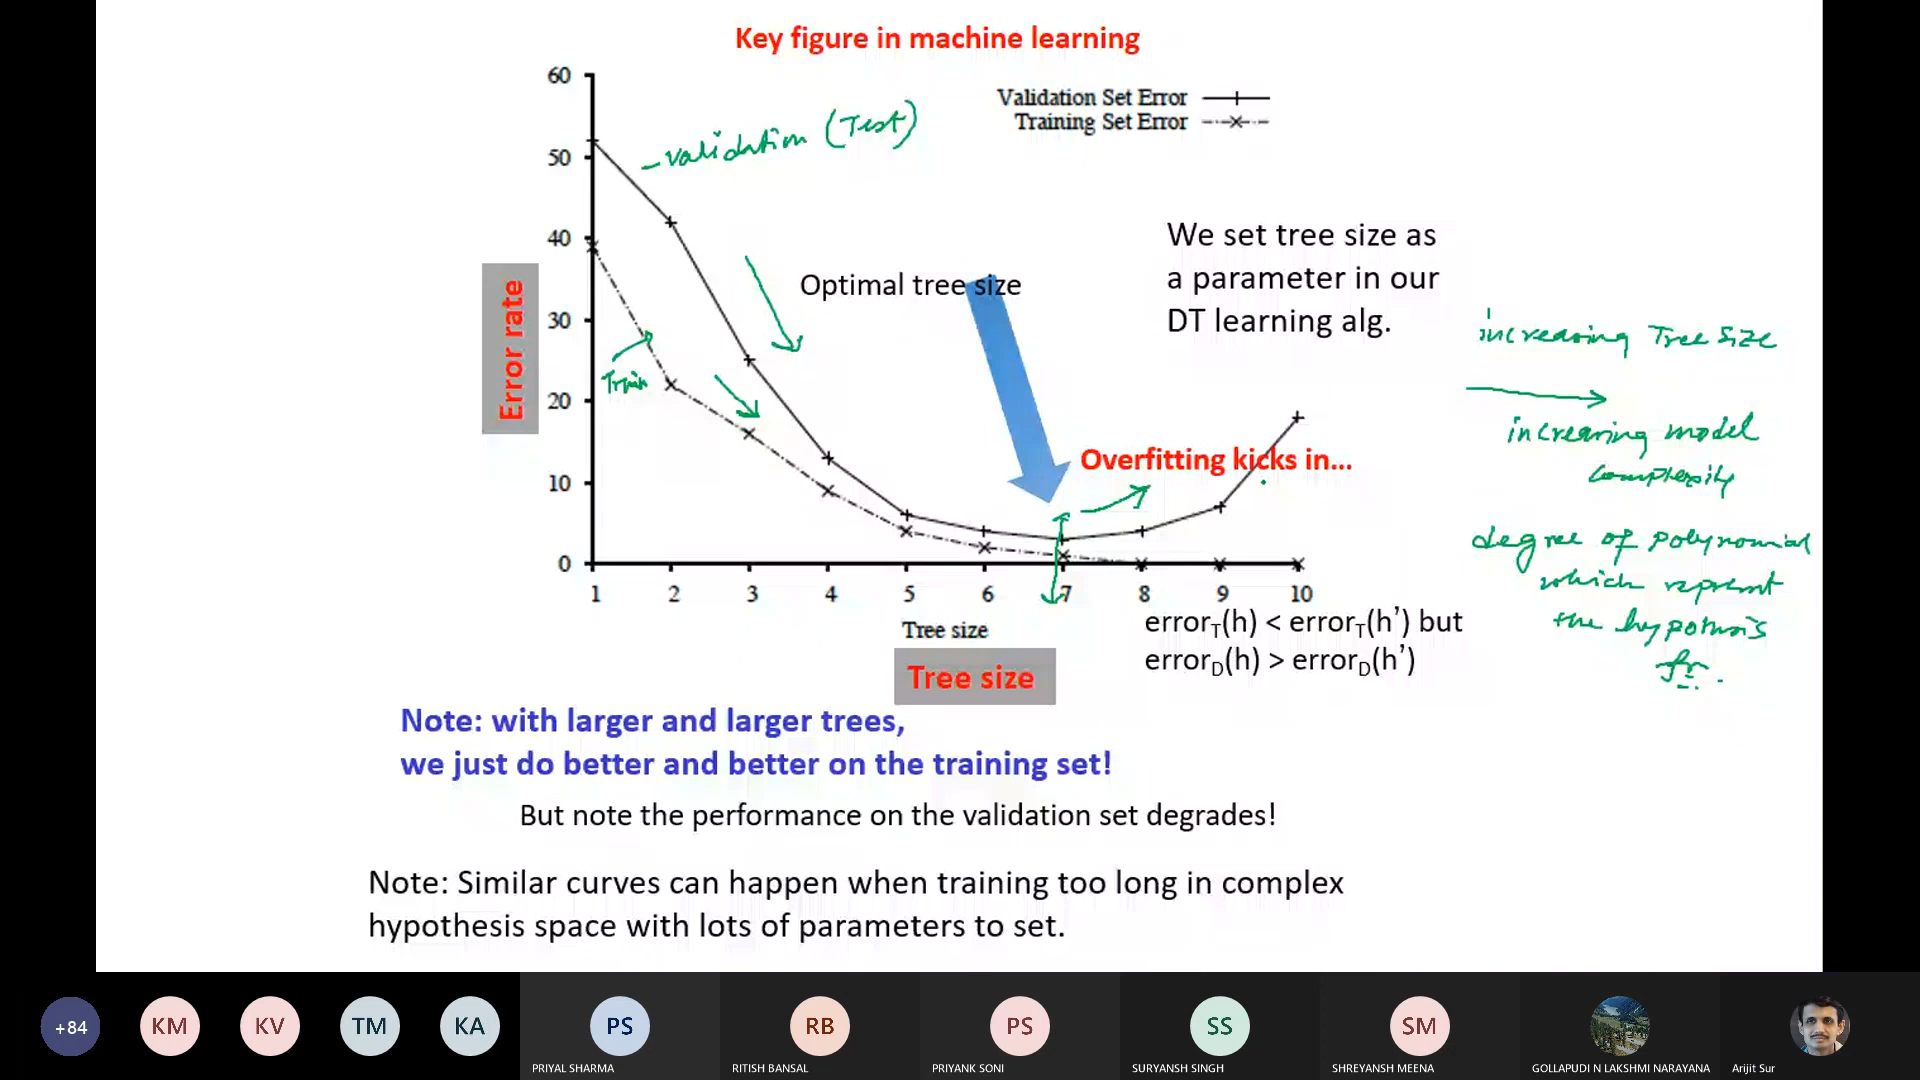 Key figure in machine learning
60
50
40
30
20
10
0
Validation Set Error
Training Set Error
validation (Test)
We set tree size as
a parameter in our
DT learning alg.
Optimal tree size
Error rate
Train
Overfitting kicks in...
increasing Tree Size
increasing model
complexity
degree of polynomial
which reprsnt
the hypothesis
fn.
1 2 3 4 5 6 7 8 9 10
Tree size
Tree size
errorT(h) < errorT(h’) but
errorD(h) > errorD(h’)
Note: with larger and larger trees,
we just do better and better on the training set!
But note the performance on the validation set degrades!
Note: Similar curves can happen when training too long in complex
hypothesis space with lots of parameters to set.
+84 KM KV TM KA PS RB PS SS SM
PRIYAL SHARMA RITISH BANSAL PRIYANK SONI SURYANSH SINGH SHREYANSH MEENA GOLLAPUDI N LAKSHMI NARAYANA Arijit Sur